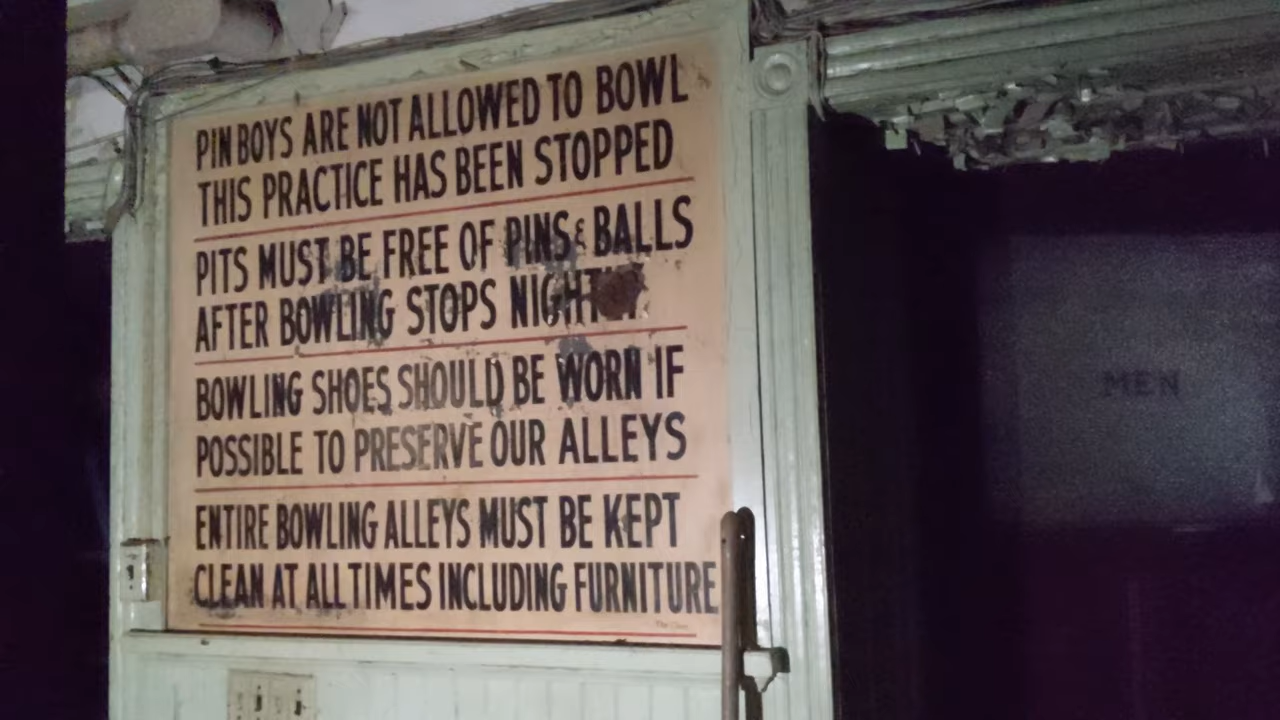 PIN BOYS ARE NOT ALLOWED TO BOWL
THIS PRACTICE HAS BEEN STOPPED
PITS MUST BE FREE OF PINS & BALLS
AFTER BOWLING STOPS NIGHTLY.
BOWLING SHOES SHOULD BE WORN IF
POSSIBLE TO PRESERVE OUR ALLEYS
ENTIRE BOWLING ALLEYS MUST BE KEPT
CLEAN AT ALL TIMES INCLUDING FURNITURE
MEN